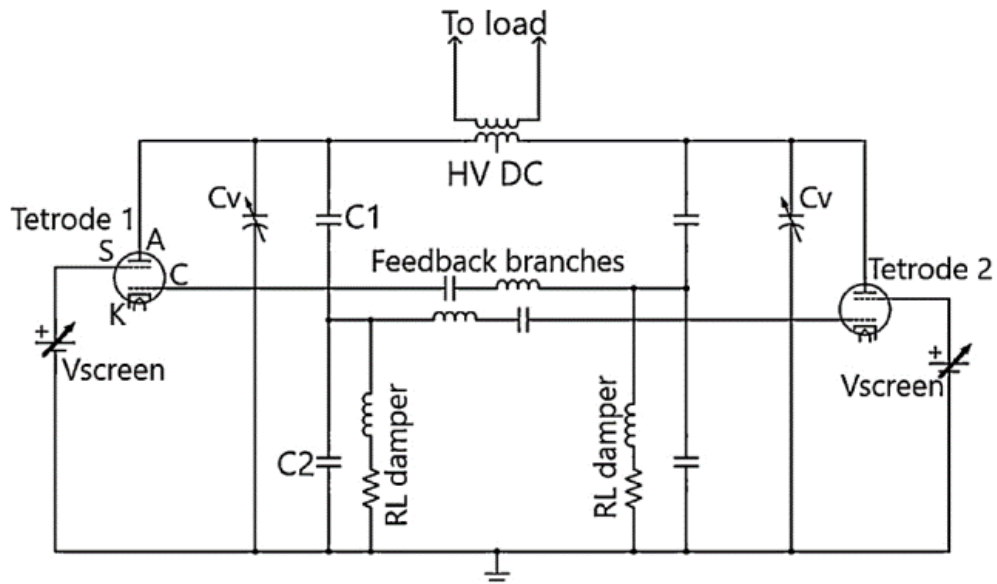 To load
HV DC
Cv
C1
Cv
Tetrode 1
S
A
C
K
Feedback branches
Tetrode 2
+
Vscreen
+
Vscreen
C2
RL damper
RL damper